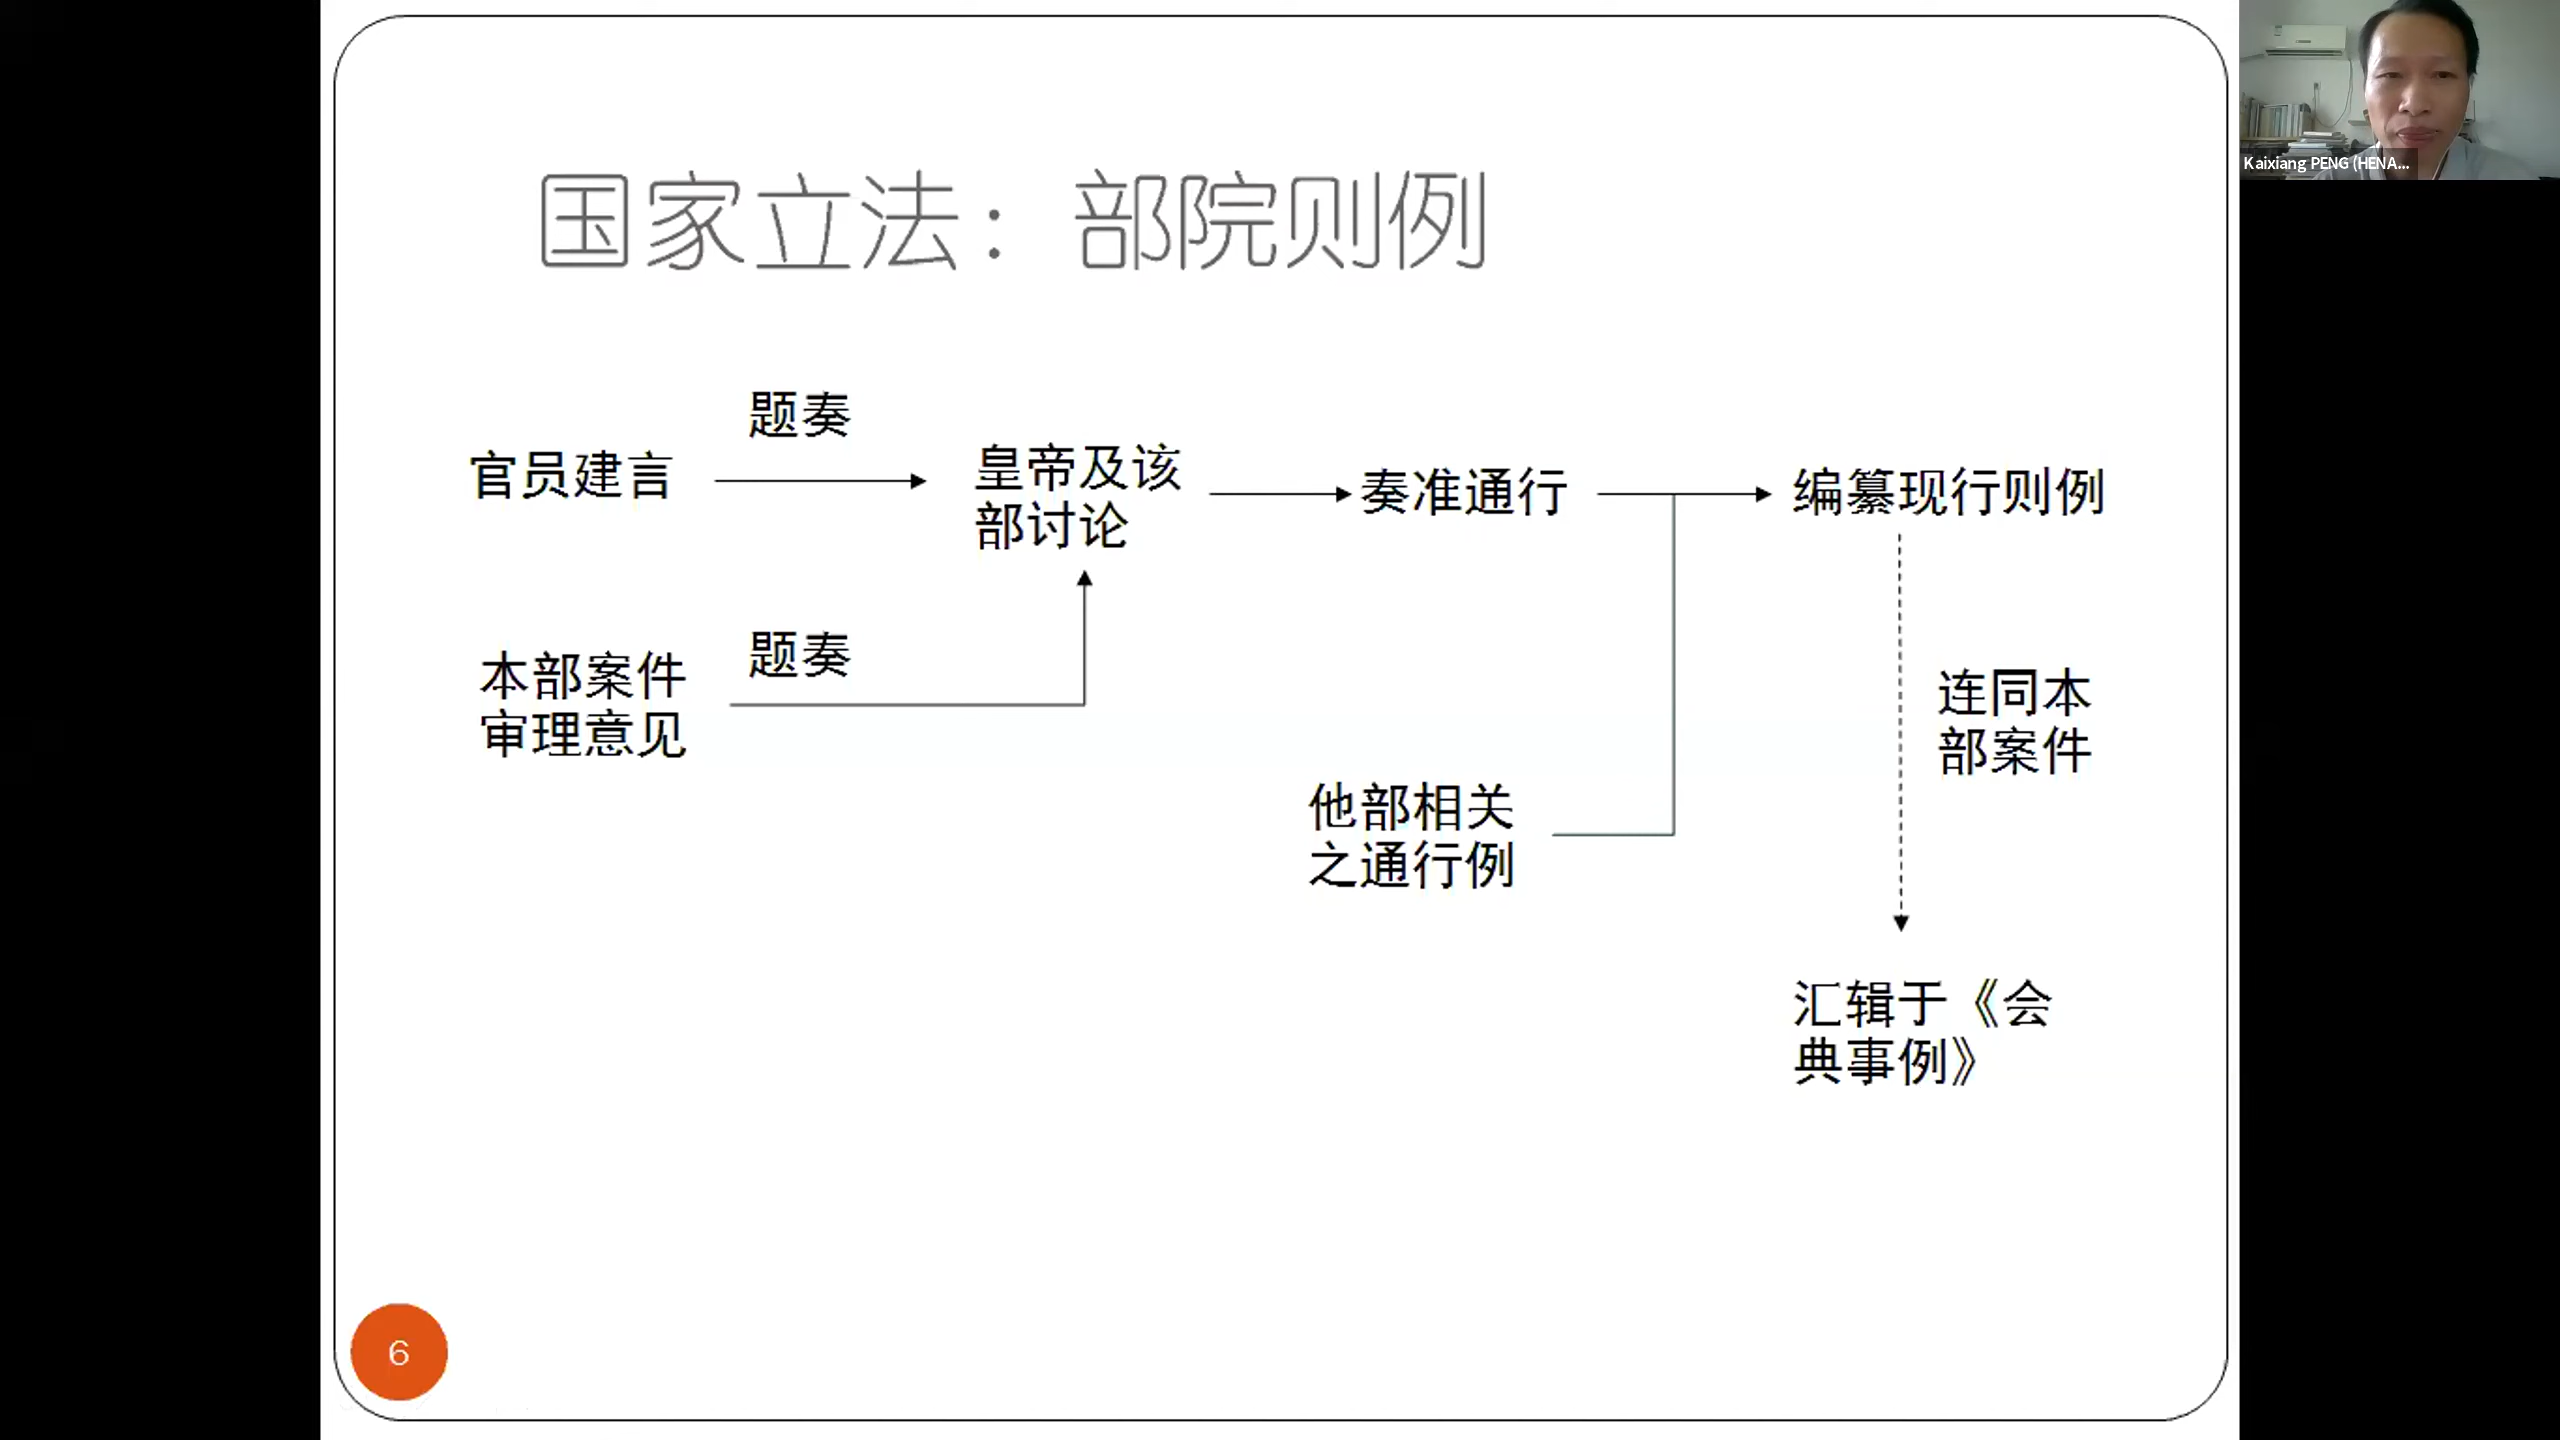 国家立法：部院则例
题奏
官员建言
皇帝及该
部讨论
奏准通行
编纂现行则例
题奏
本部案件
审理意见
连同本
部案件
他部相关
之通行例
汇辑于《会
典事例》
6
Kaixiang PENG (HENA...